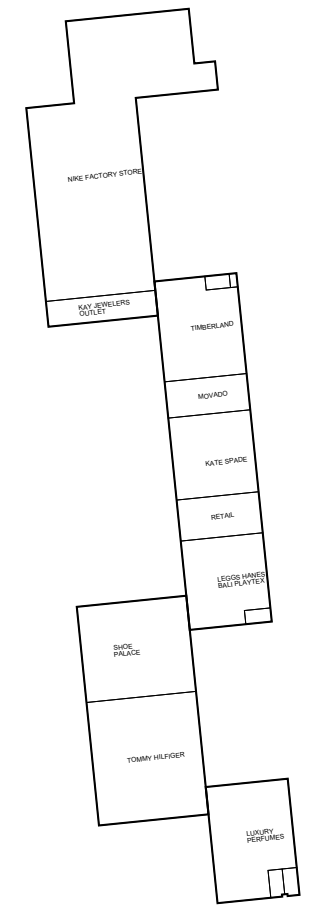 NIKE FACTORY STORE
KAY JEWELERS
OUTLET
TIMBERLAND
MOVADO
KATE SPADE
RETAIL
LEGGS HANES
BALI PLAYTEX
SHOE
PALACE
TOMMY HILFIGER
LUXURY
PERFUMES